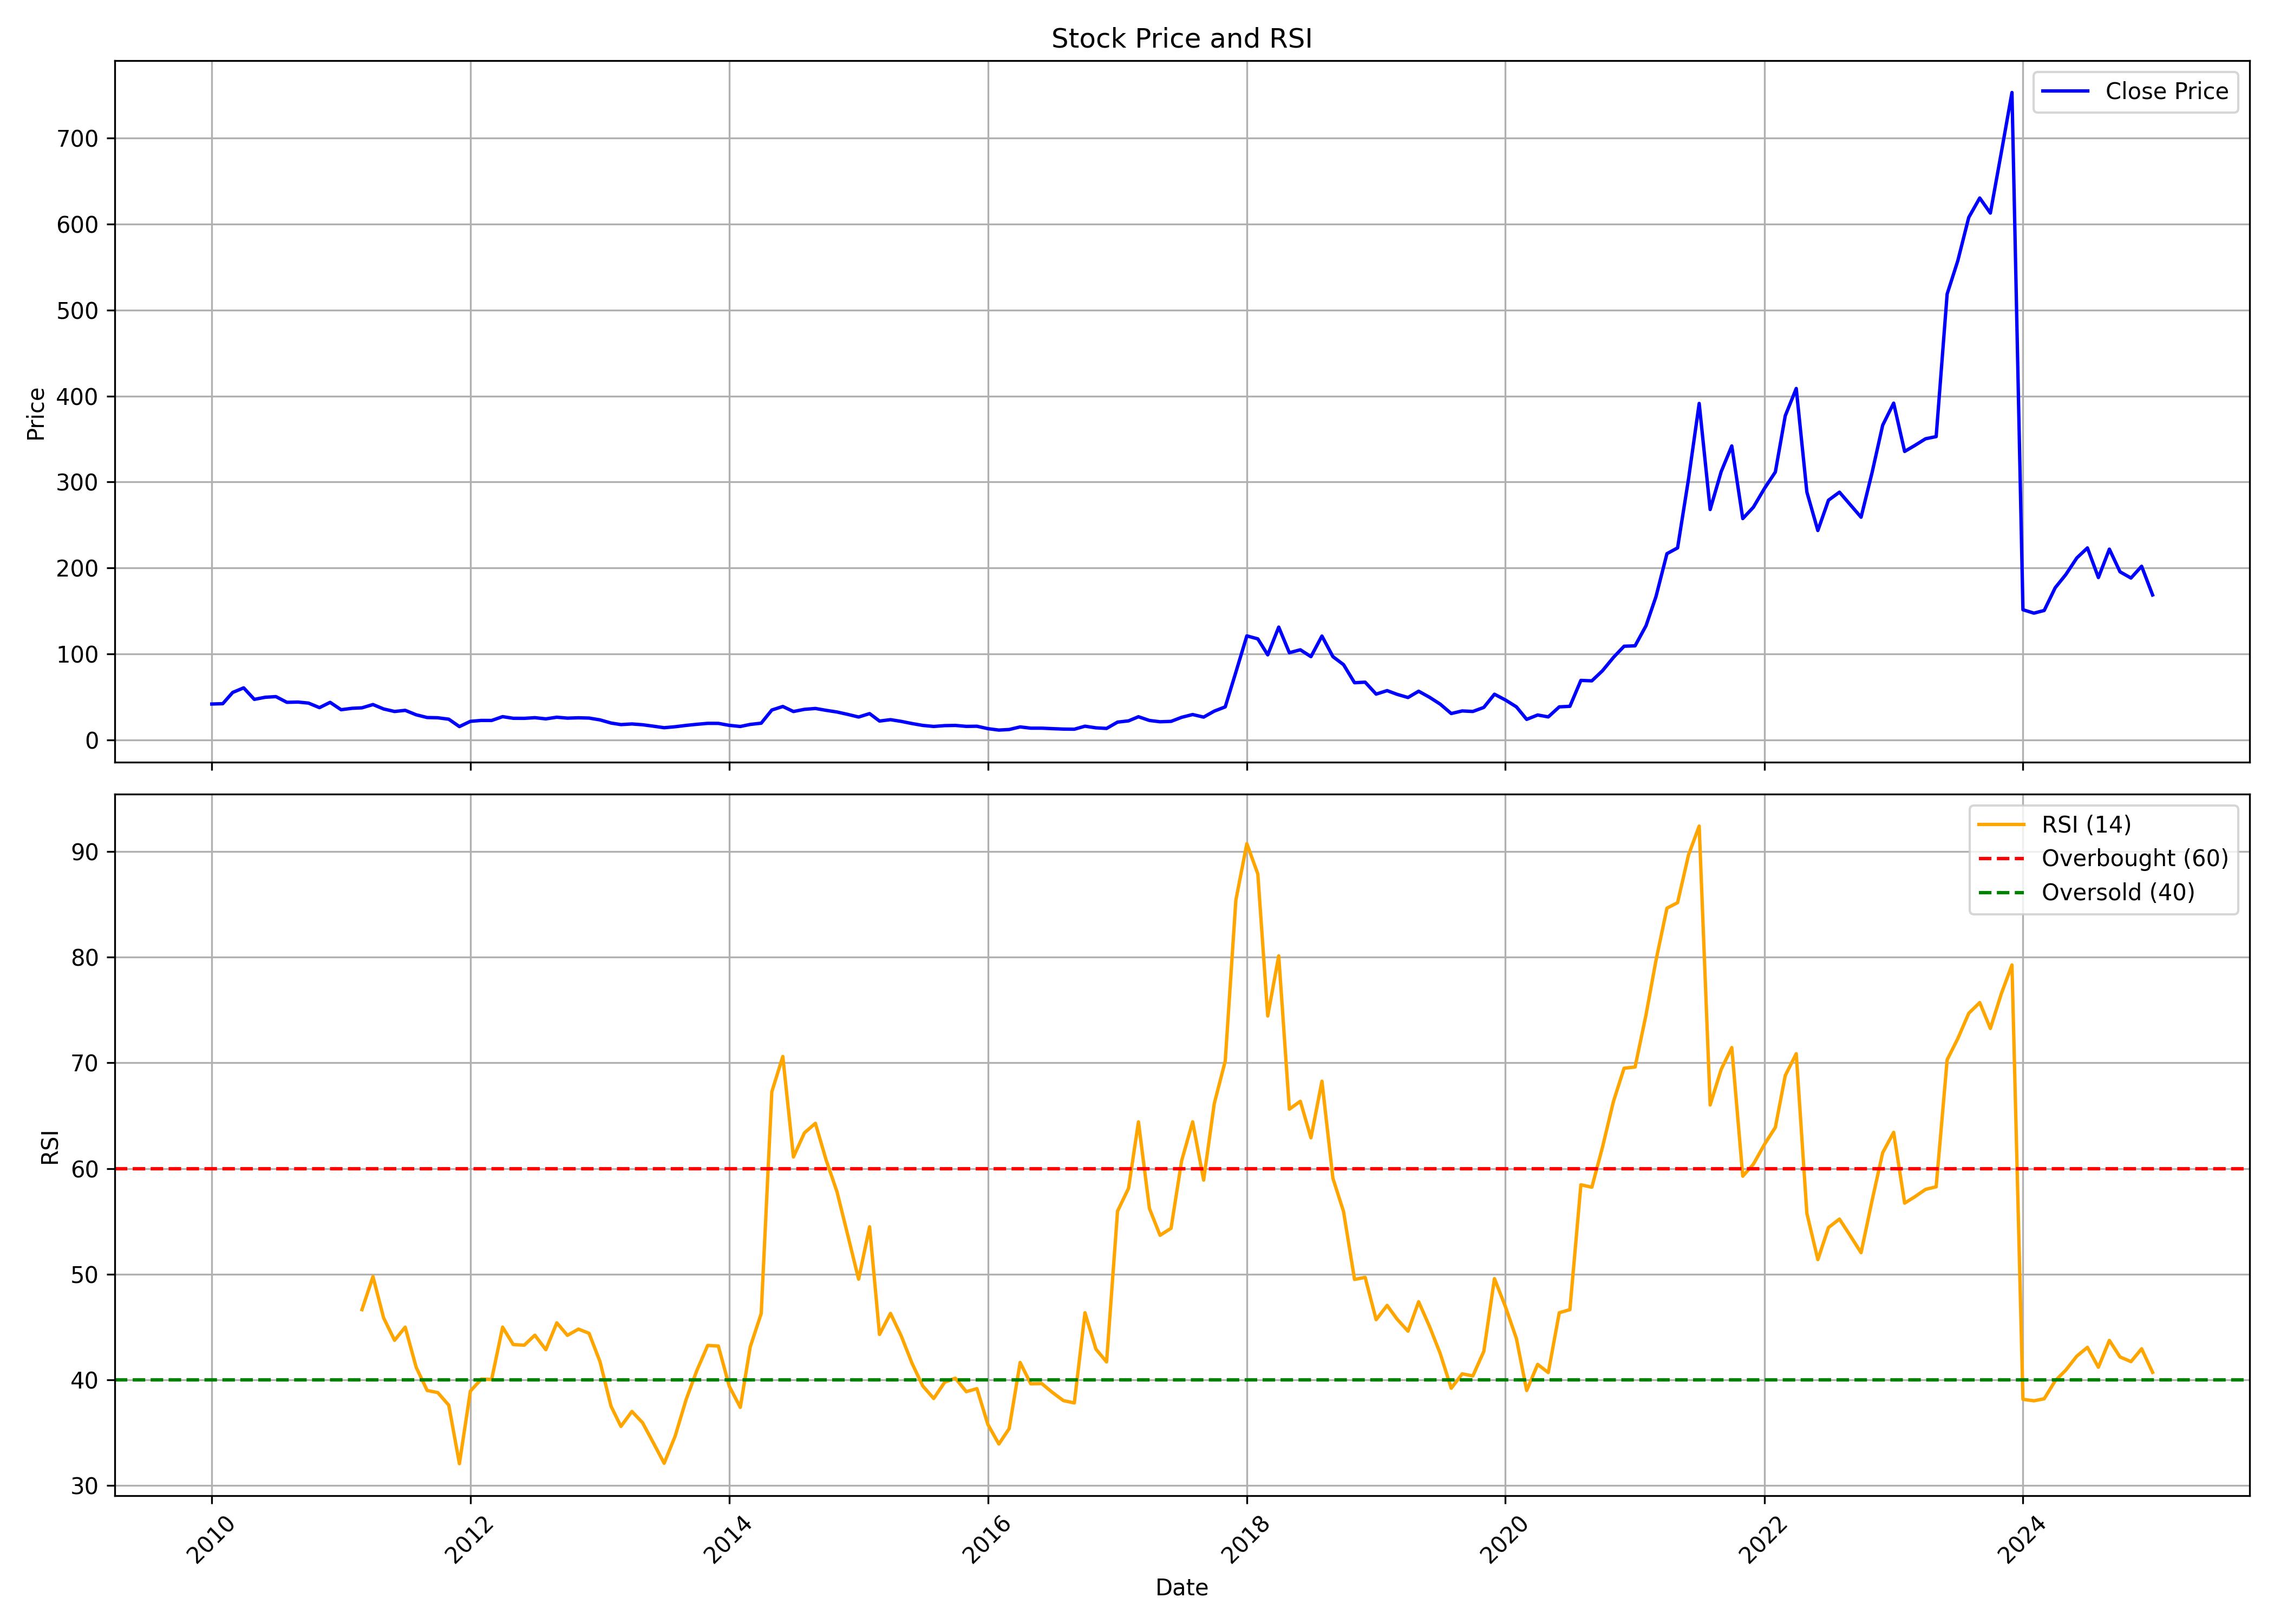 Stock Price and RSI
Close Price
700
600
500
400
300
200
100
0
Price
RSI (14)
Overbought (60)
Oversold (40)
90
80
70
60
50
40
30
RSI
2010
2012
2014
2016
2018
2020
2022
2024
Date